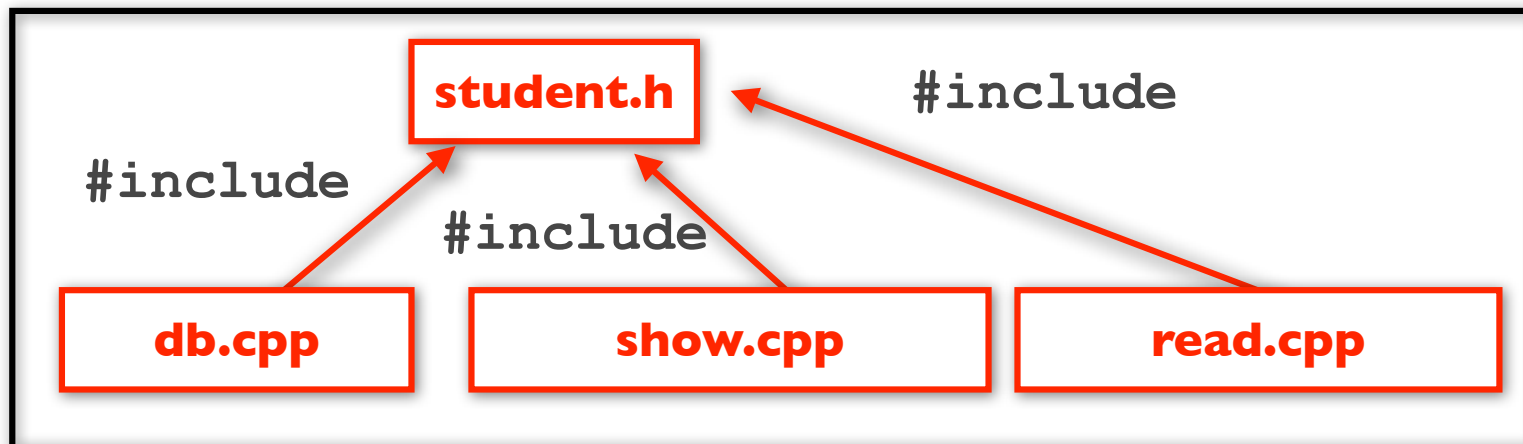 student.h
#include
#include
#include
db.cpp
show.cpp
read.cpp